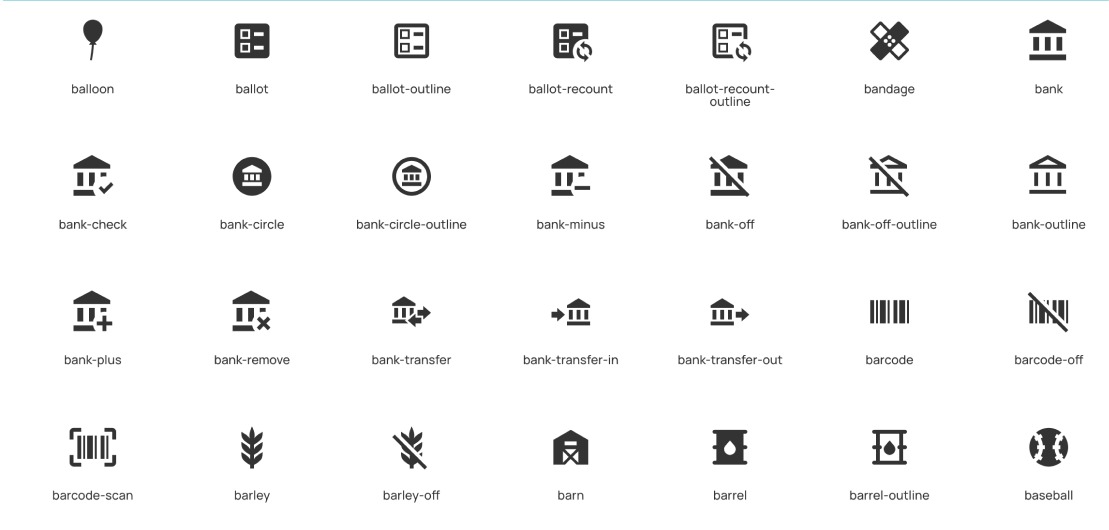 balloon
ballot
ballot-outline
ballot-recount
ballot-recount-
outline
bandage
bank
bank-check
bank-circle
bank-circle-outline
bank-minus
bank-off
bank-off-outline
bank-outline
bank-plus
bank-remove
bank-transfer
bank-transfer-in
bank-transfer-out
barcode
barcode-off
barcode-scan
barley
barley-off
barn
barrel
barrel-outline
baseball